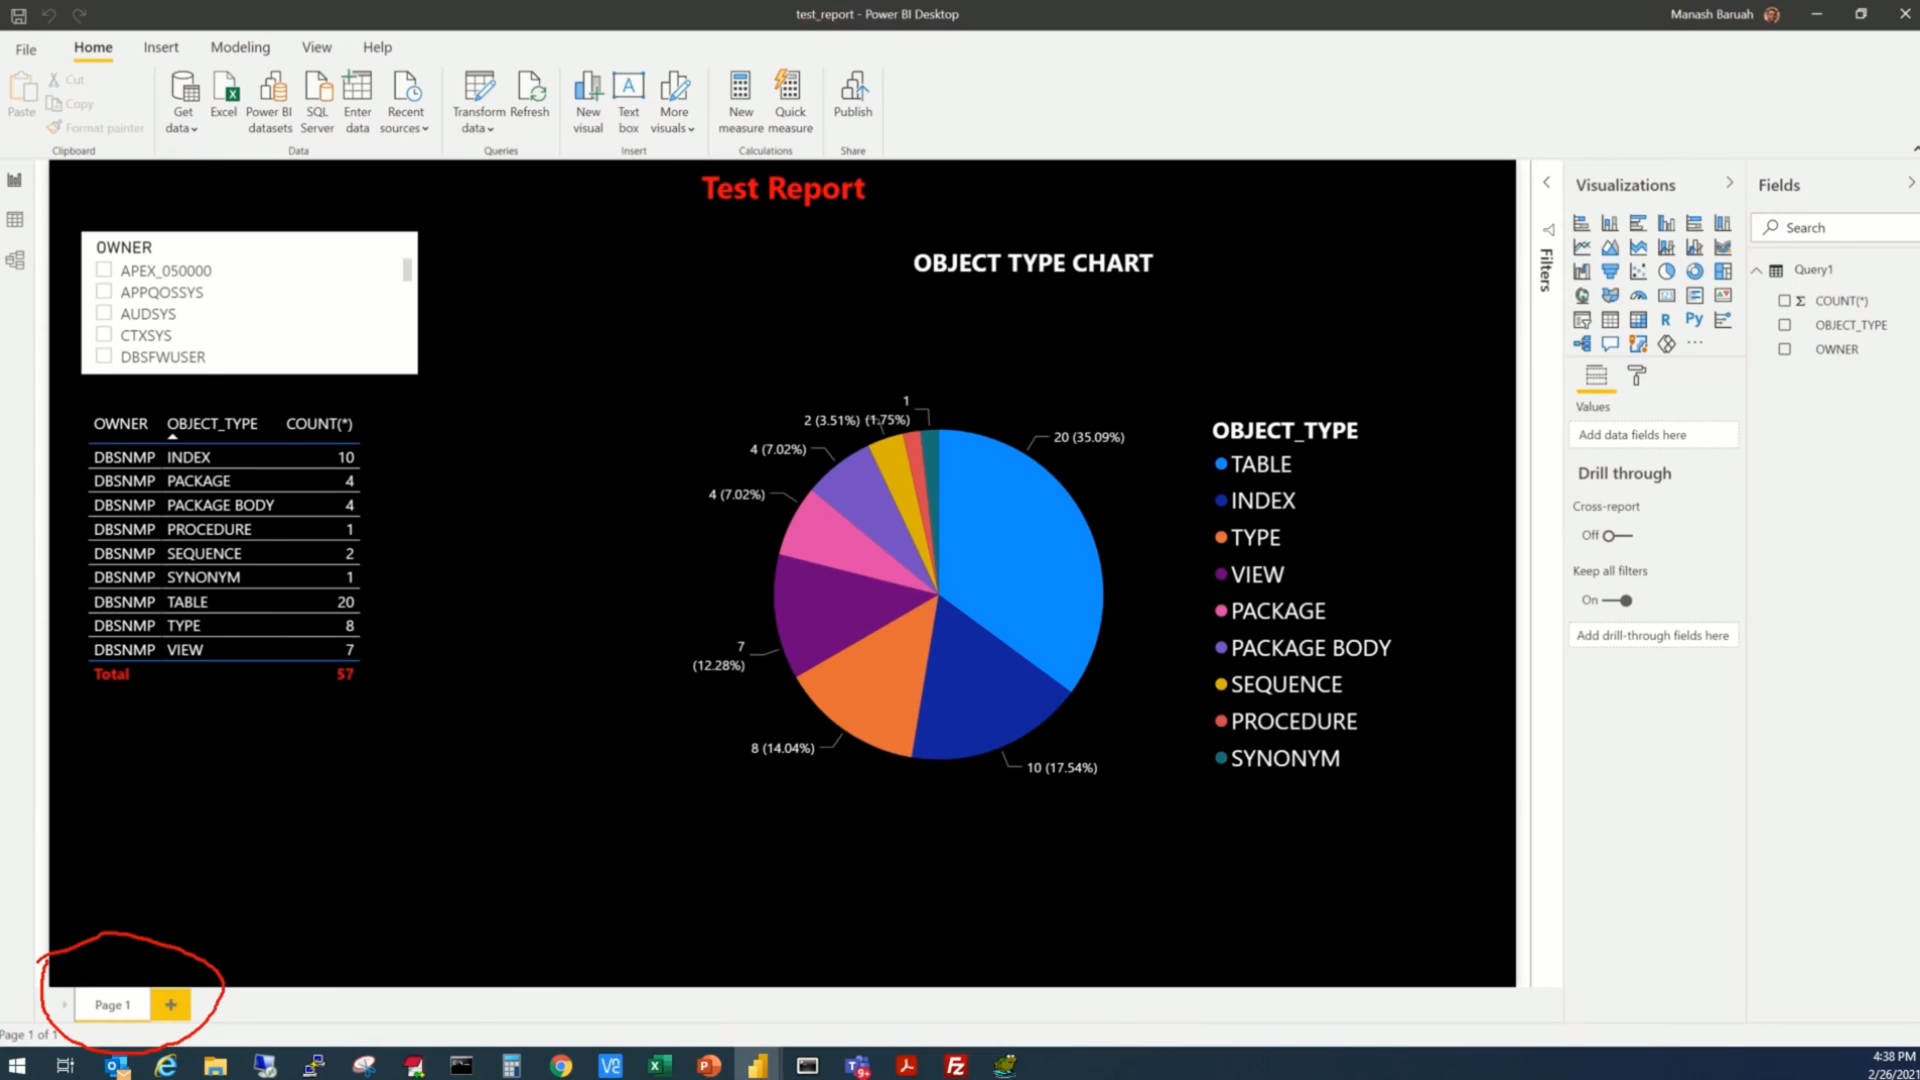 test_report - Power BI Desktop
Manash Baruah
File Home Insert Modeling View Help
Paste
Cut
Copy
Format painter
Clipboard
Get data
Excel
Power BI datasets
SQL Server
Enter data
Recent sources
Data
Transform data
Refresh
Queries
New visual
Text box
More visuals
Insert
New measure
Quick measure
Calculations
Publish
Share
Test Report
OWNER
APEX_050000
APPQOSSYS
AUDSYS
CTXSYS
DBSFWUSER
OWNER OBJECT_TYPE COUNT(*)
DBSNMP INDEX 10
DBSNMP PACKAGE 4
DBSNMP PACKAGE BODY 4
DBSNMP PROCEDURE 1
DBSNMP SEQUENCE 2
DBSNMP SYNONYM 1
DBSNMP TABLE 20
DBSNMP TYPE 8
DBSNMP VIEW 7
Total 57
OBJECT TYPE CHART
1
2 (3.51%) (1.75%)
20 (35.09%)
4 (7.02%)
4 (7.02%)
7
(12.28%)
8 (14.04%)
10 (17.54%)
OBJECT_TYPE
TABLE
INDEX
TYPE
VIEW
PACKAGE
PACKAGE BODY
SEQUENCE
PROCEDURE
SYNONYM
Filters
Visualizations
R Py
Values
Add data fields here
Drill through
Cross-report
Off
Keep all filters
On
Add drill-through fields here
Fields
Search
Query1
COUNT(*)
OBJECT_TYPE
OWNER
Page 1
Page 1 of 1
4:38 PM
2/26/2021